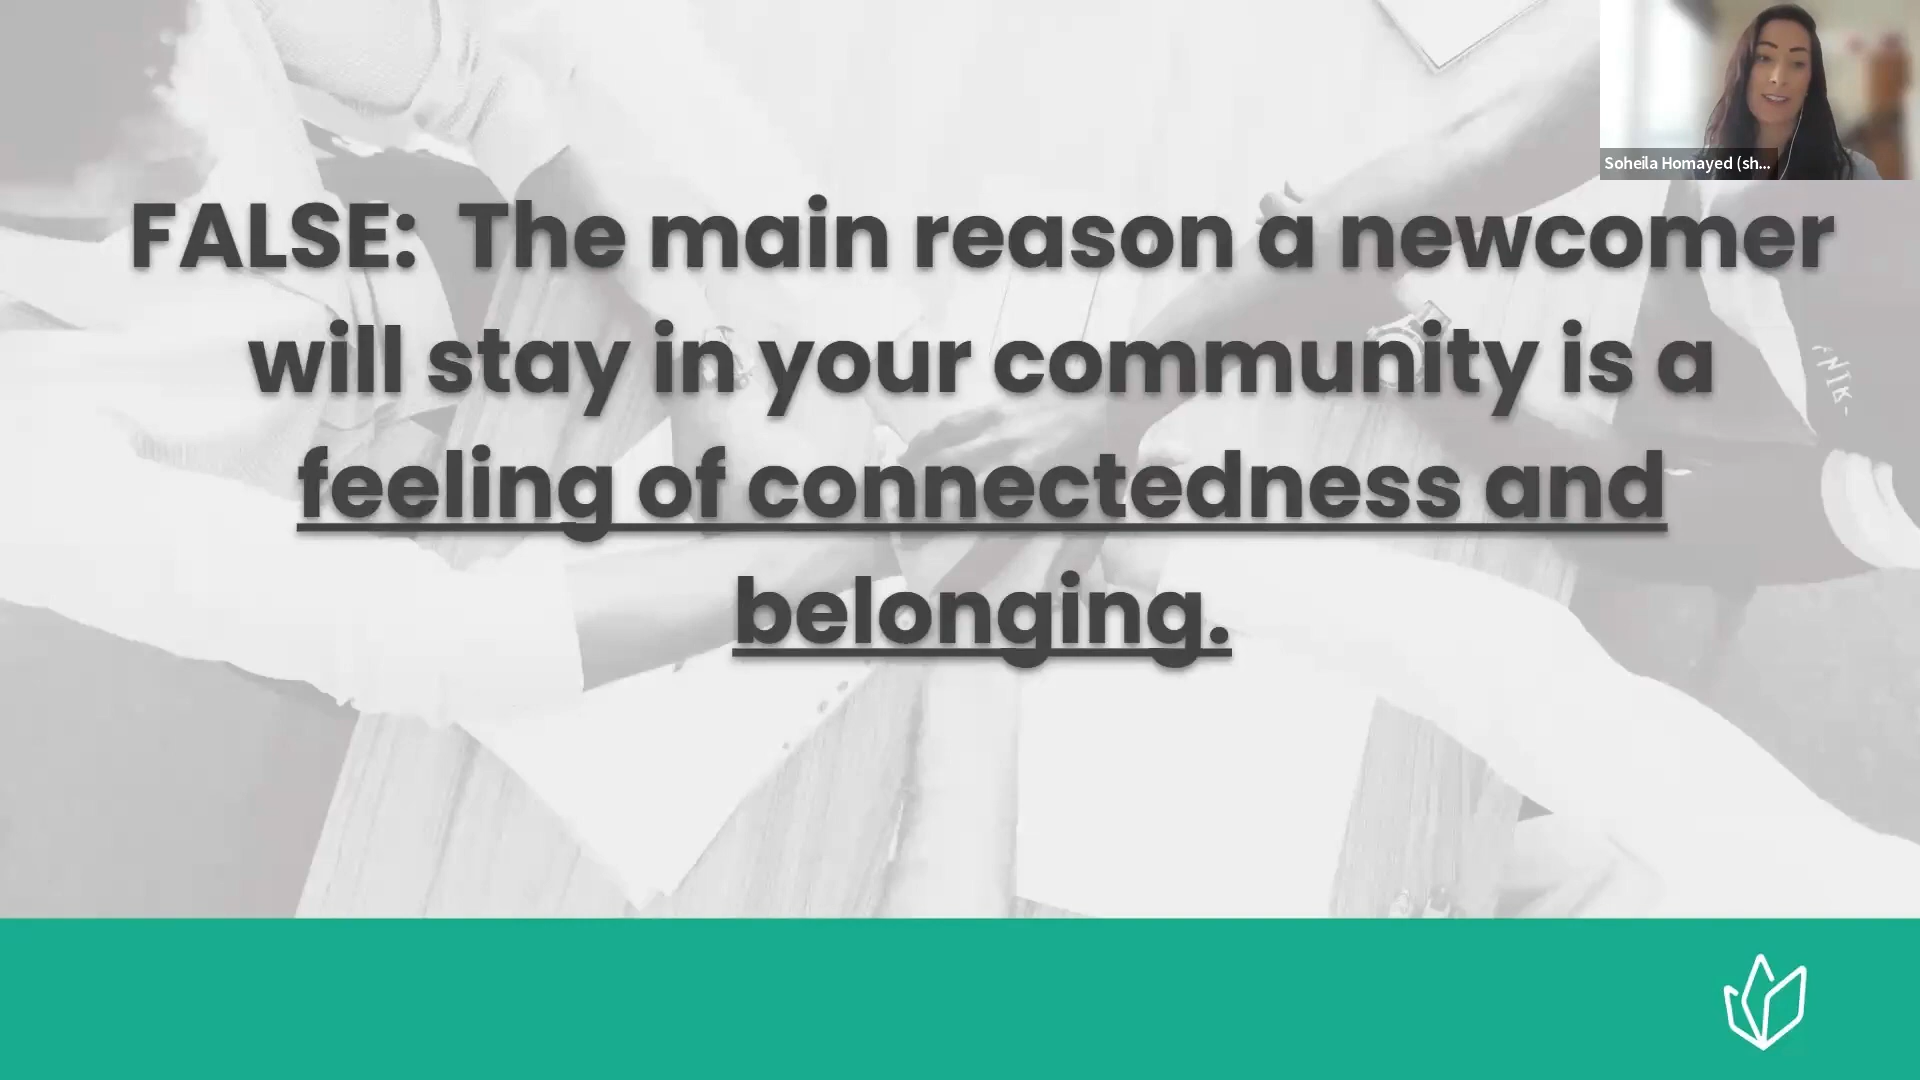 Soheila Homayed (sh...
FALSE: The main reason a newcomer
will stay in your community is a
feeling of connectedness and
belonging.